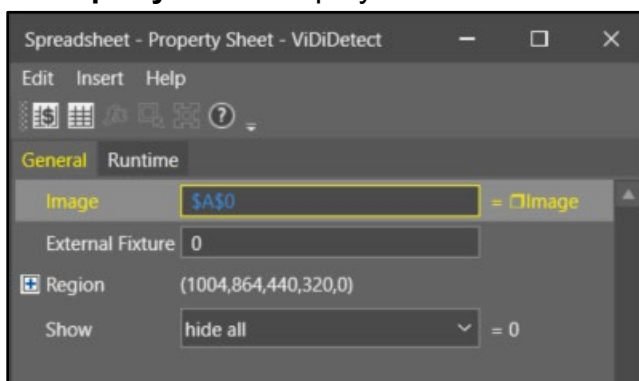 Spreadsheet - Property Sheet - ViDiDetect
Edit Insert Help
General Runtime
Image $A$0 = Image
External Fixture 0
Region (1004,864,440,320,0)
Show hide all = 0